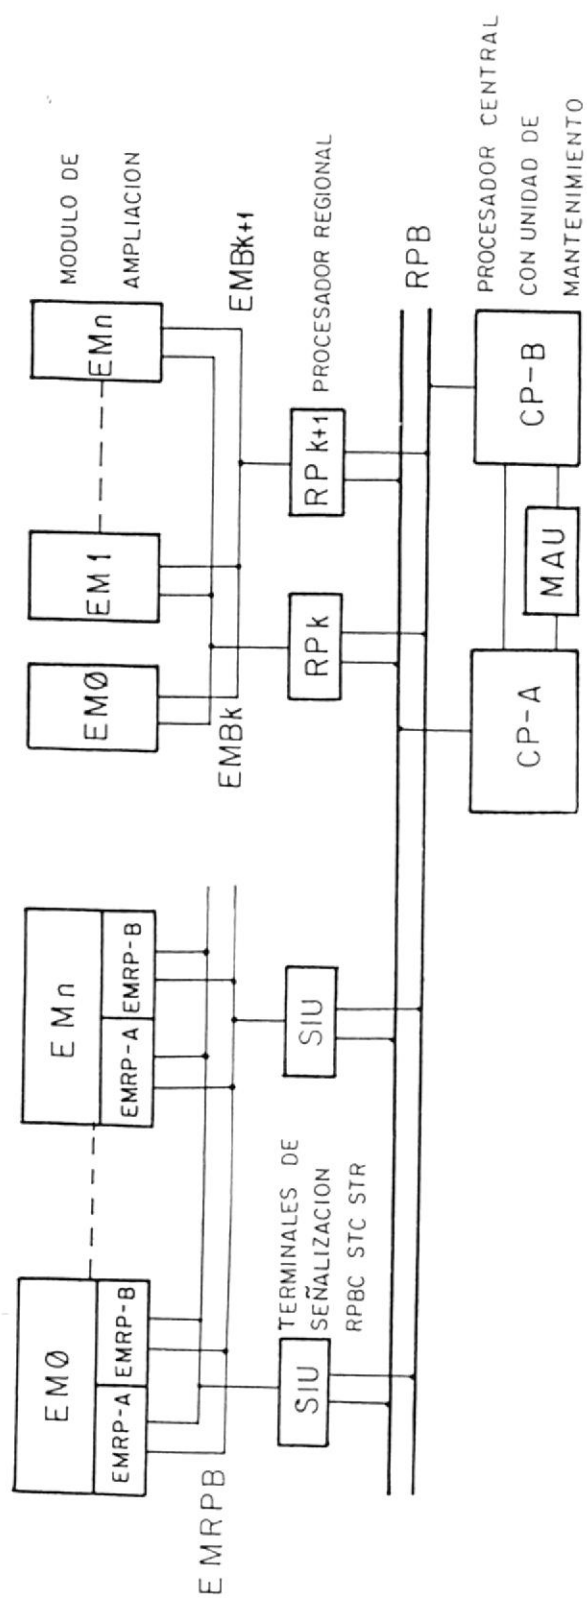 EMØ
EMRP-A
EMRP-B
EMn
EMRP-A
EMRP-B
EMØ
EM1
EMn
MODULO DE
AMPLIACION
EMRPB
EMBk
EMBk+1
SIU
TERMINALES DE
SEÑALIZACION
RPBC STC STR
SIU
RPk
RPk+1
PROCESADOR REGIONAL
RPB
CP-A
MAU
CP-B
PROCESADOR CENTRAL
CON UNIDAD DE
MANTENIMIENTO